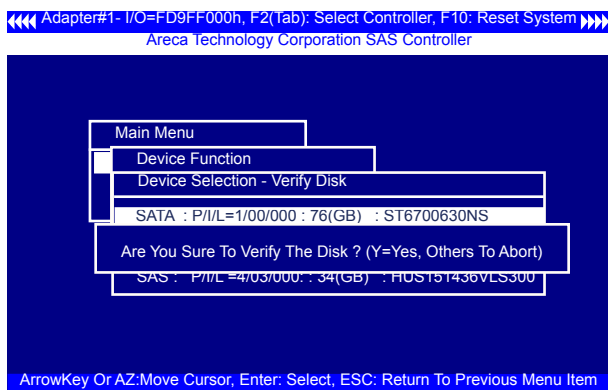 Adapter#1- I/O=FD9FF000h, F2(Tab): Select Controller, F10: Reset System
Areca Technology Corporation SAS Controller
Main Menu
Device Function
Device Selection - Verify Disk
SATA : P/I/L=1/00/000 : 76(GB) : ST6700630NS
Are You Sure To Verify The Disk ? (Y=Yes, Others To Abort)
SAS : P/I/L =4/03/000: : 34(GB) : HUS151436VLS300
ArrowKey Or AZ:Move Cursor, Enter: Select, ESC: Return To Previous Menu Item